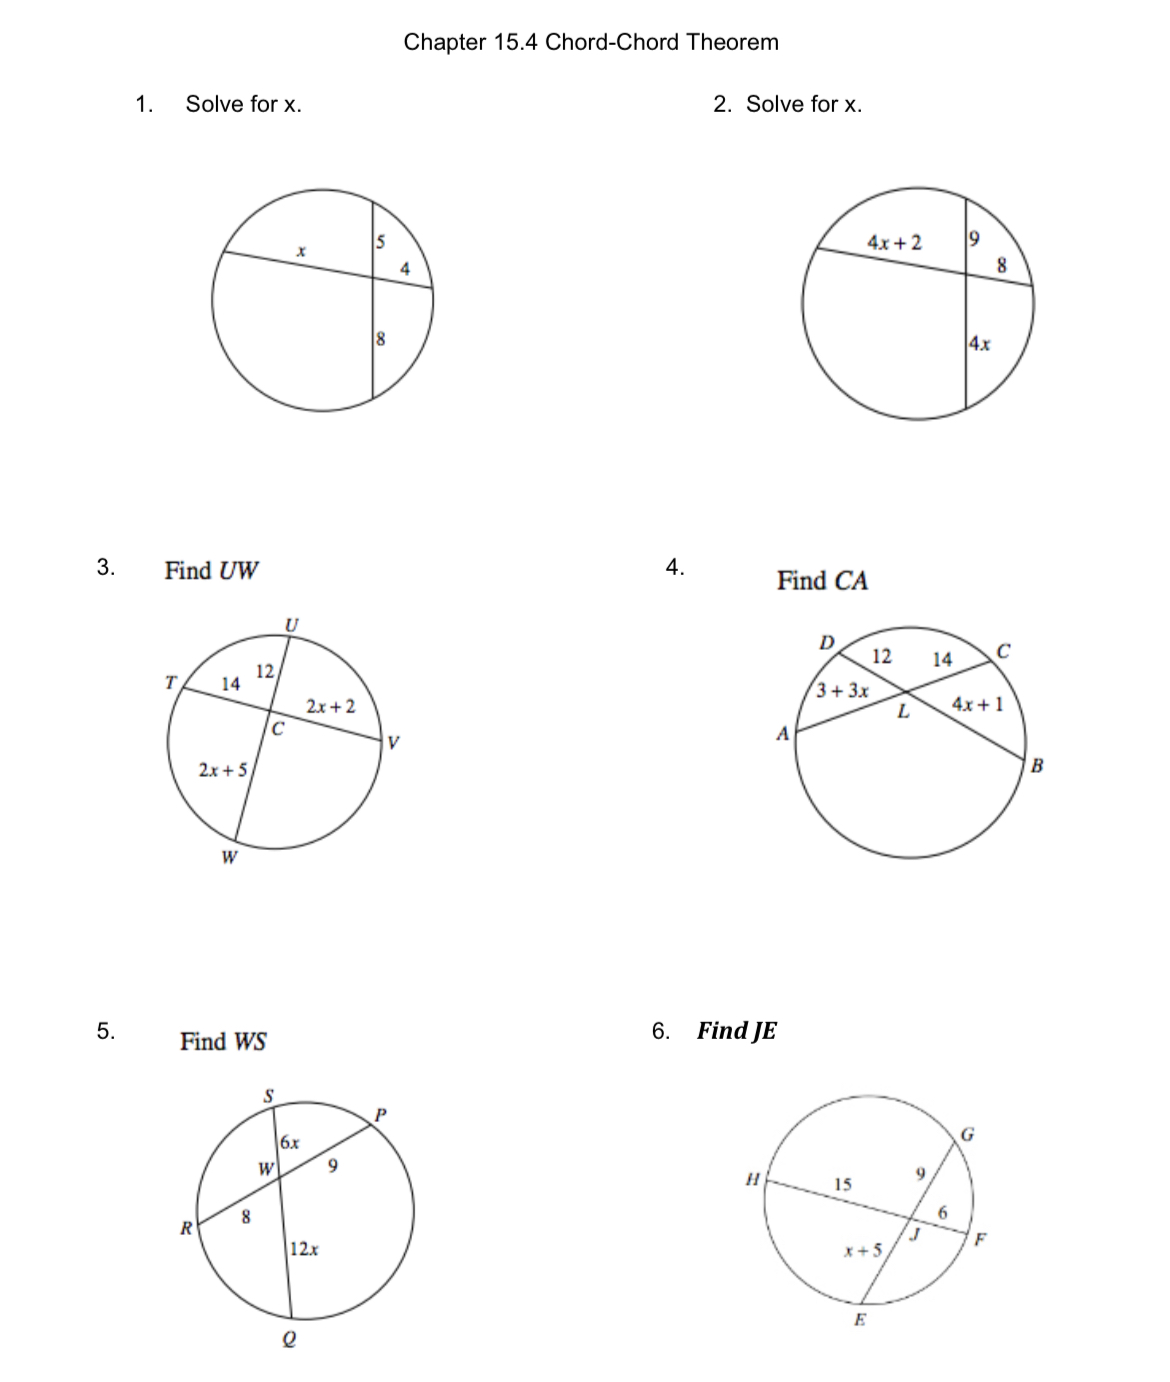 Chapter 15.4 Chord-Chord Theorem
1. Solve for x.
2. Solve for x.
x
5
4
8
4x + 2
9
8
4x
3. Find UW
4. Find CA
U
T
14
12
2x + 2
C
V
2x + 5
W
D
12
14
C
3 + 3x
L
4x + 1
A
B
5. Find WS
6. Find JE
S
P
6x
W
9
R
8
12x
Q
G
H
15
9
6
J
F
x + 5
E